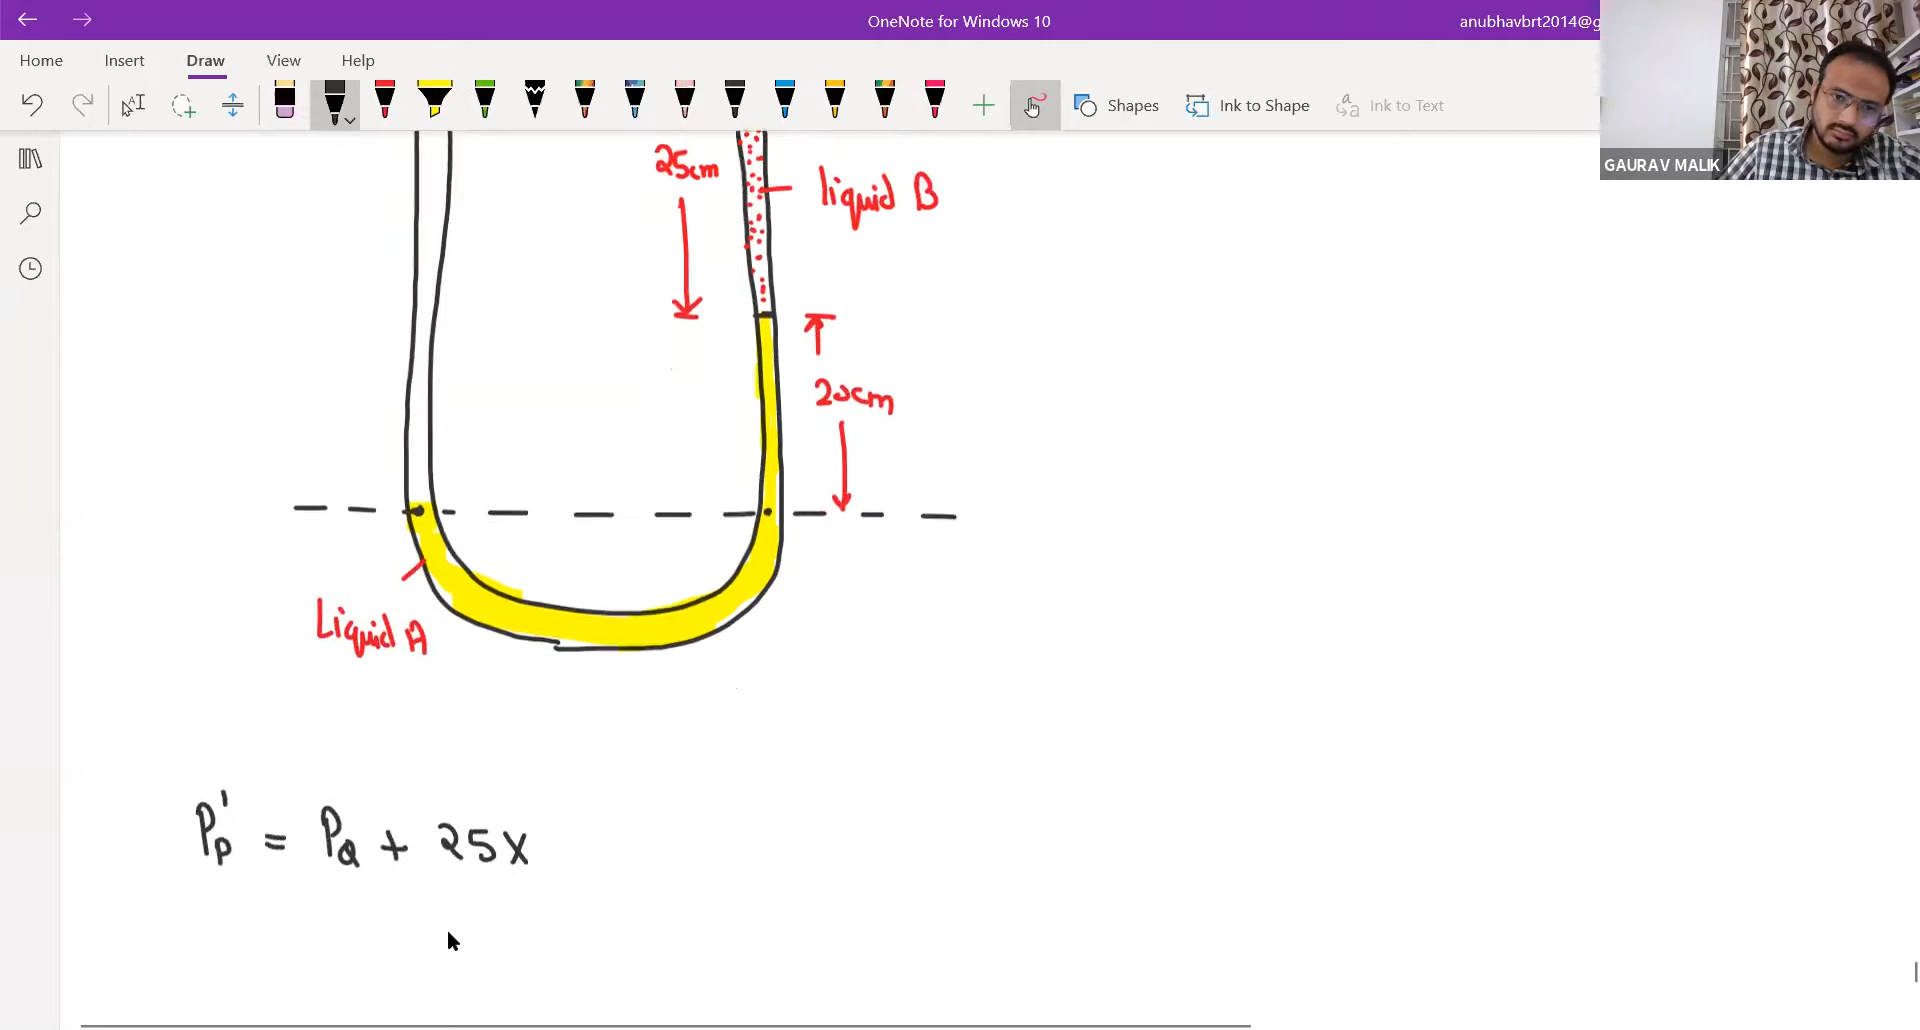 OneNote for Windows 10
anubhavbrt2014@g
Home Insert Draw View Help
Shapes Ink to Shape Ink to Text
GAURAV MALIK
25cm
liquid B
20cm
Liquid A
P'p = PQ + 25x